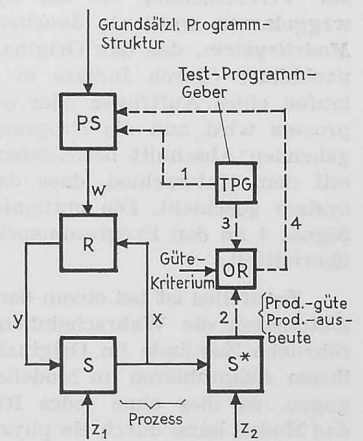 Grundsätzl. Programm-
Struktur
Test-Programm-
Geber
PS
1
TPG
4
w
Güte-
Kriterium
R
OR
y
x
2
Prod.-güte
Prod.-aus-
beute
S
S*
z1
Prozess
z2